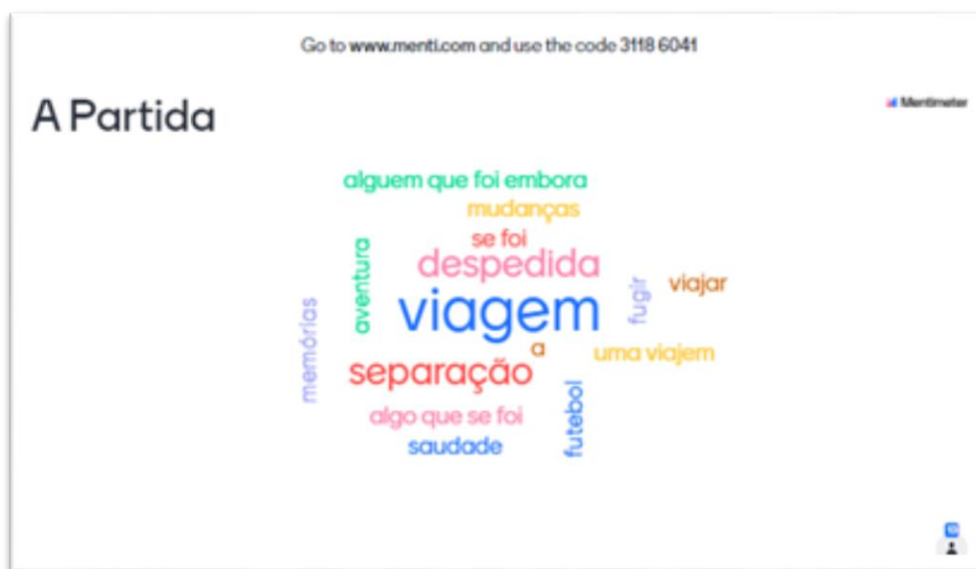 Go to www.menti.com and use the code 3118 6041
A Partida
Mentimeter
alguem que foi embora
mudanças
se foi
despedida
aventura
viagem
fugir
viajar
memórias
a
uma viajem
separação
algo que se foi
futebol
saudade